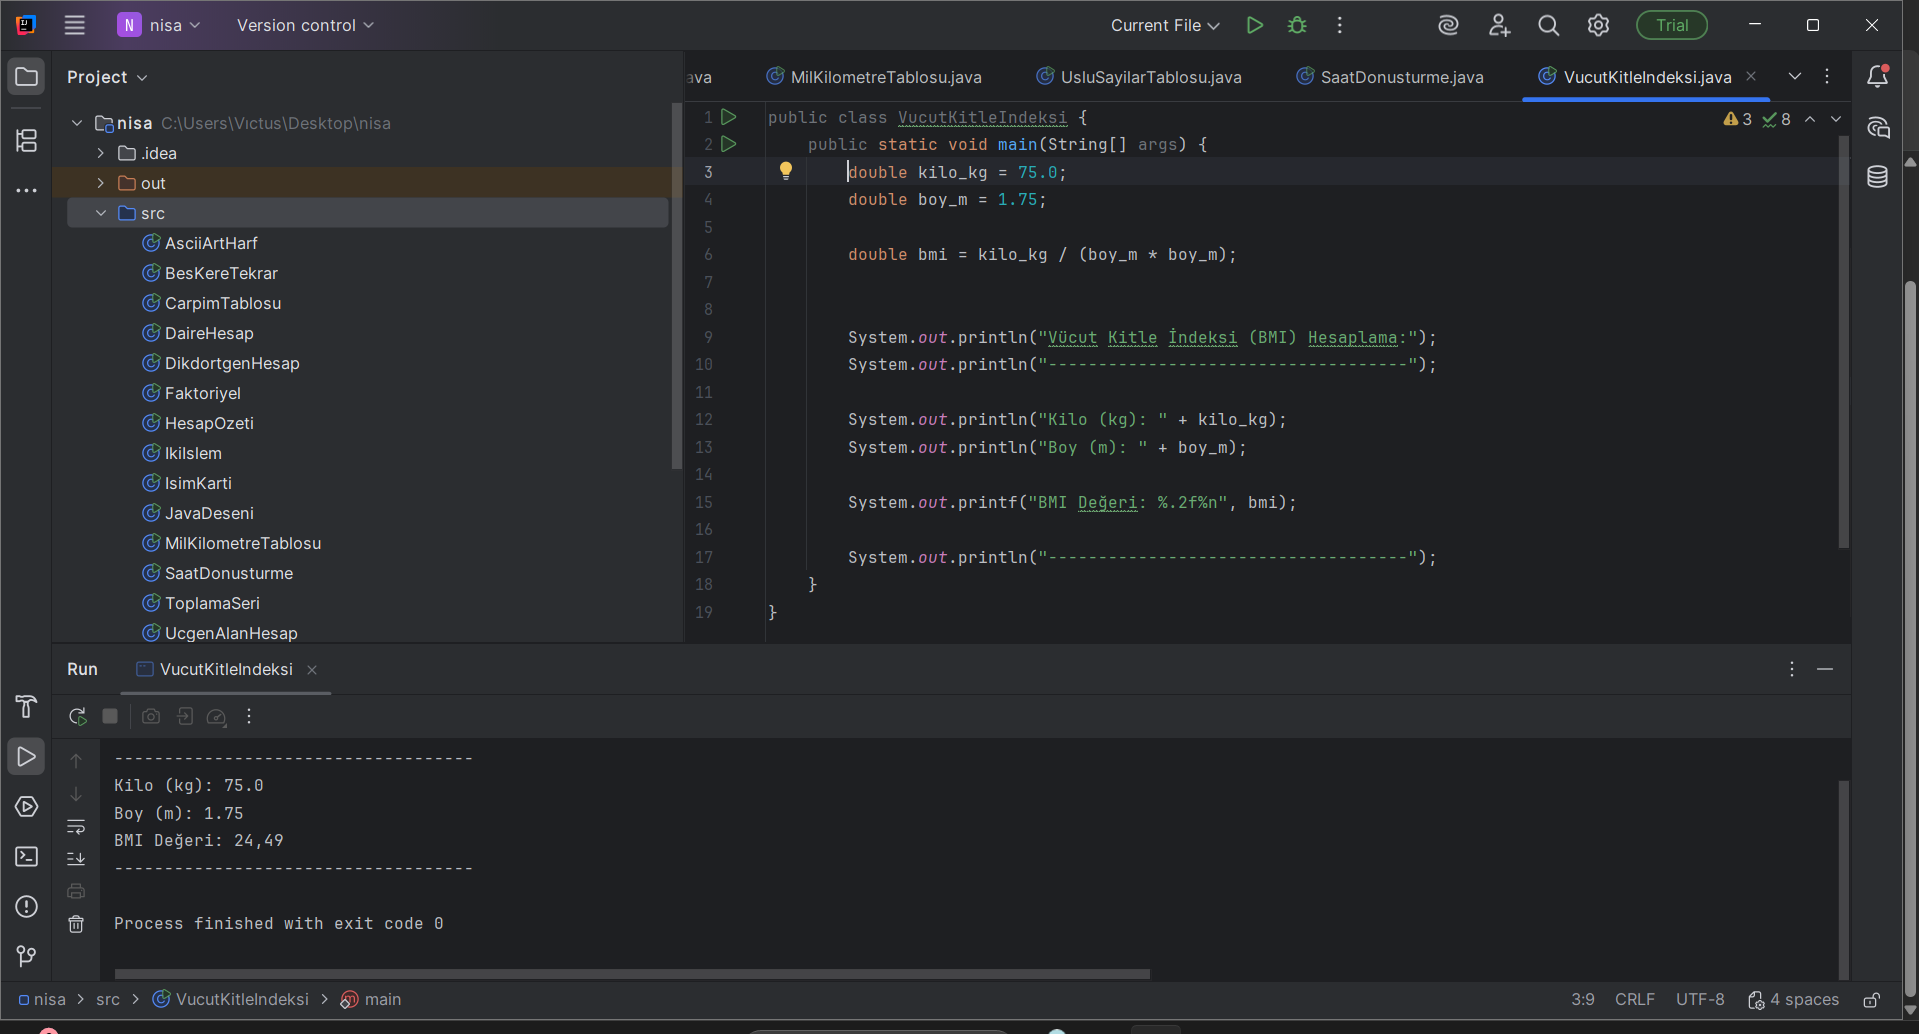 N nisa Version control Current File Trial
Project
ava MilKilometreTablosu.java UsluSayilarTablosu.java SaatDonusturme.java VucutKitleIndeksi.java
nisa C:\Users\Victus\Desktop\nisa
.idea
out
src
AsciiArtHarf
BesKereTekrar
CarpimTablosu
DaireHesap
DikdortgenHesap
Faktoriyel
HesapOzeti
IkiIslem
IsimKarti
JavaDeseni
MilKilometreTablosu
SaatDonusturme
ToplamaSeri
UcgenAlanHesap
3 8
1 public class VucutKitleIndeksi {
2 public static void main(String[] args) {
3 double kilo_kg = 75.0;
4 double boy_m = 1.75;
5
6 double bmi = kilo_kg / (boy_m * boy_m);
7
8
9 System.out.println("Vücut Kitle İndeksi (BMI) Hesaplama:");
10 System.out.println("------------------------------------");
11
12 System.out.println("Kilo (kg): " + kilo_kg);
13 System.out.println("Boy (m): " + boy_m);
14
15 System.out.printf("BMI Değeri: %.2f%n", bmi);
16
17 System.out.println("------------------------------------");
18 }
19 }
Run VucutKitleIndeksi
------------------------------------
Kilo (kg): 75.0
Boy (m): 1.75
BMI Değeri: 24,49
------------------------------------
Process finished with exit code 0
nisa > src > VucutKitleIndeksi > main 3:9 CRLF UTF-8 4 spaces